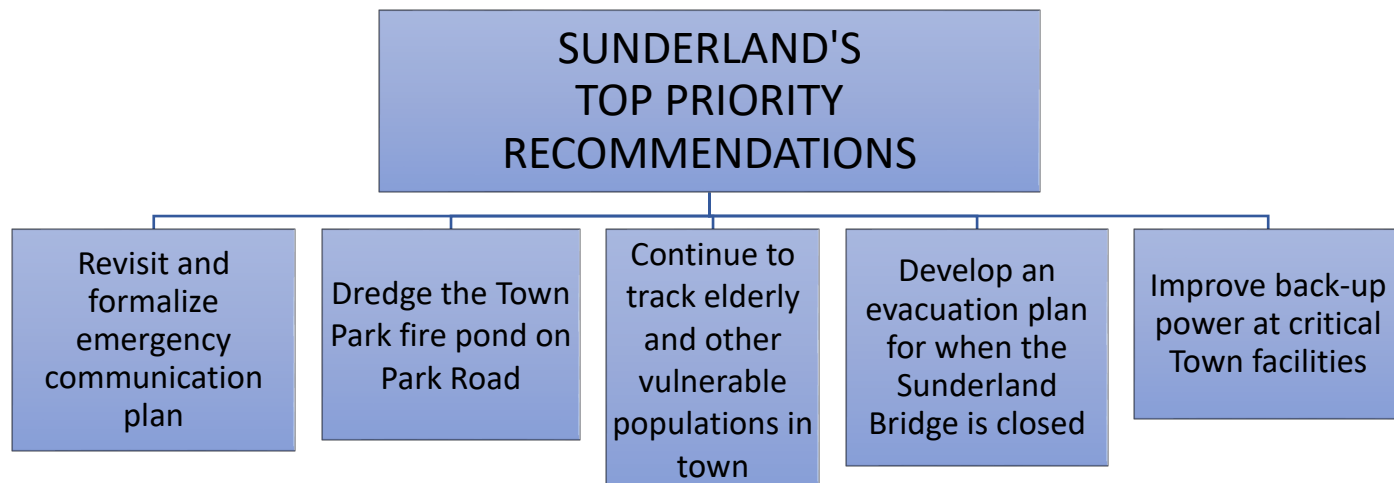 SUNDERLAND'S
TOP PRIORITY
RECOMMENDATIONS
Revisit and
formalize
emergency
communication
plan
Dredge the Town
Park fire pond on
Park Road
Continue to
track elderly
and other
vulnerable
populations in
town
Develop an
evacuation plan
for when the
Sunderland
Bridge is closed
Improve back-up
power at critical
Town facilities